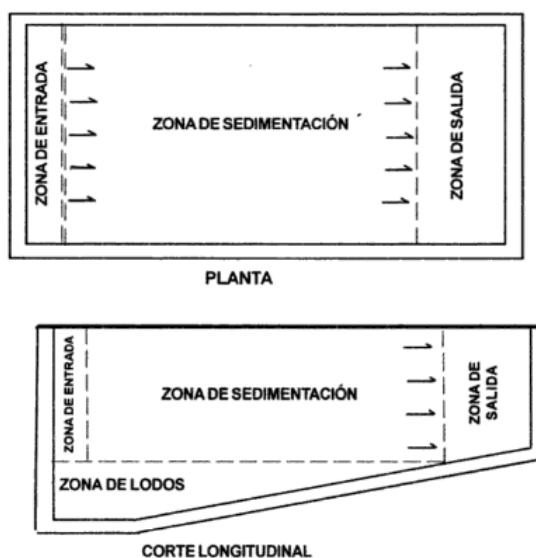 ZONA DE ENTRADA
ZONA DE SEDIMENTACIÓN
ZONA DE SALIDA
PLANTA
ZONA DE ENTRADA
ZONA DE SEDIMENTACIÓN
ZONA DE
SALIDA
ZONA DE LODOS
CORTE LONGITUDINAL